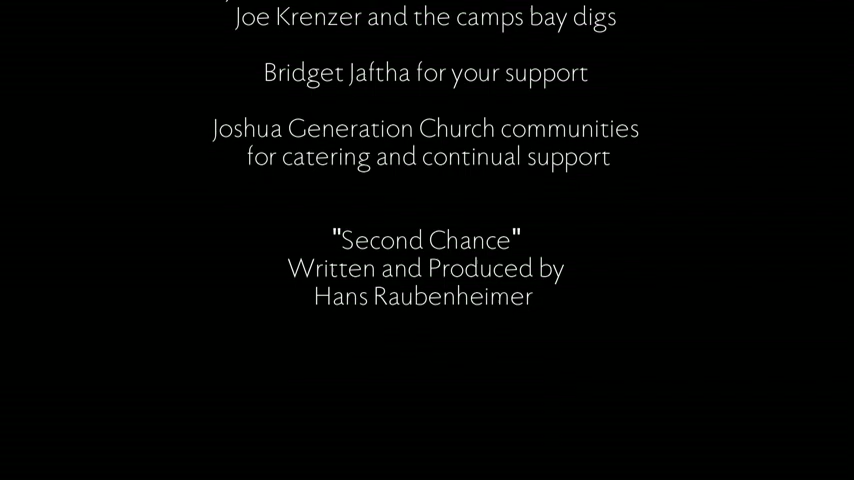 Joe Krenzer and the camps bay digs
Bridget Jaftha for your support
Joshua Generation Church communities
for catering and continual support
"Second Chance"
Written and Produced by
Hans Raubenheimer